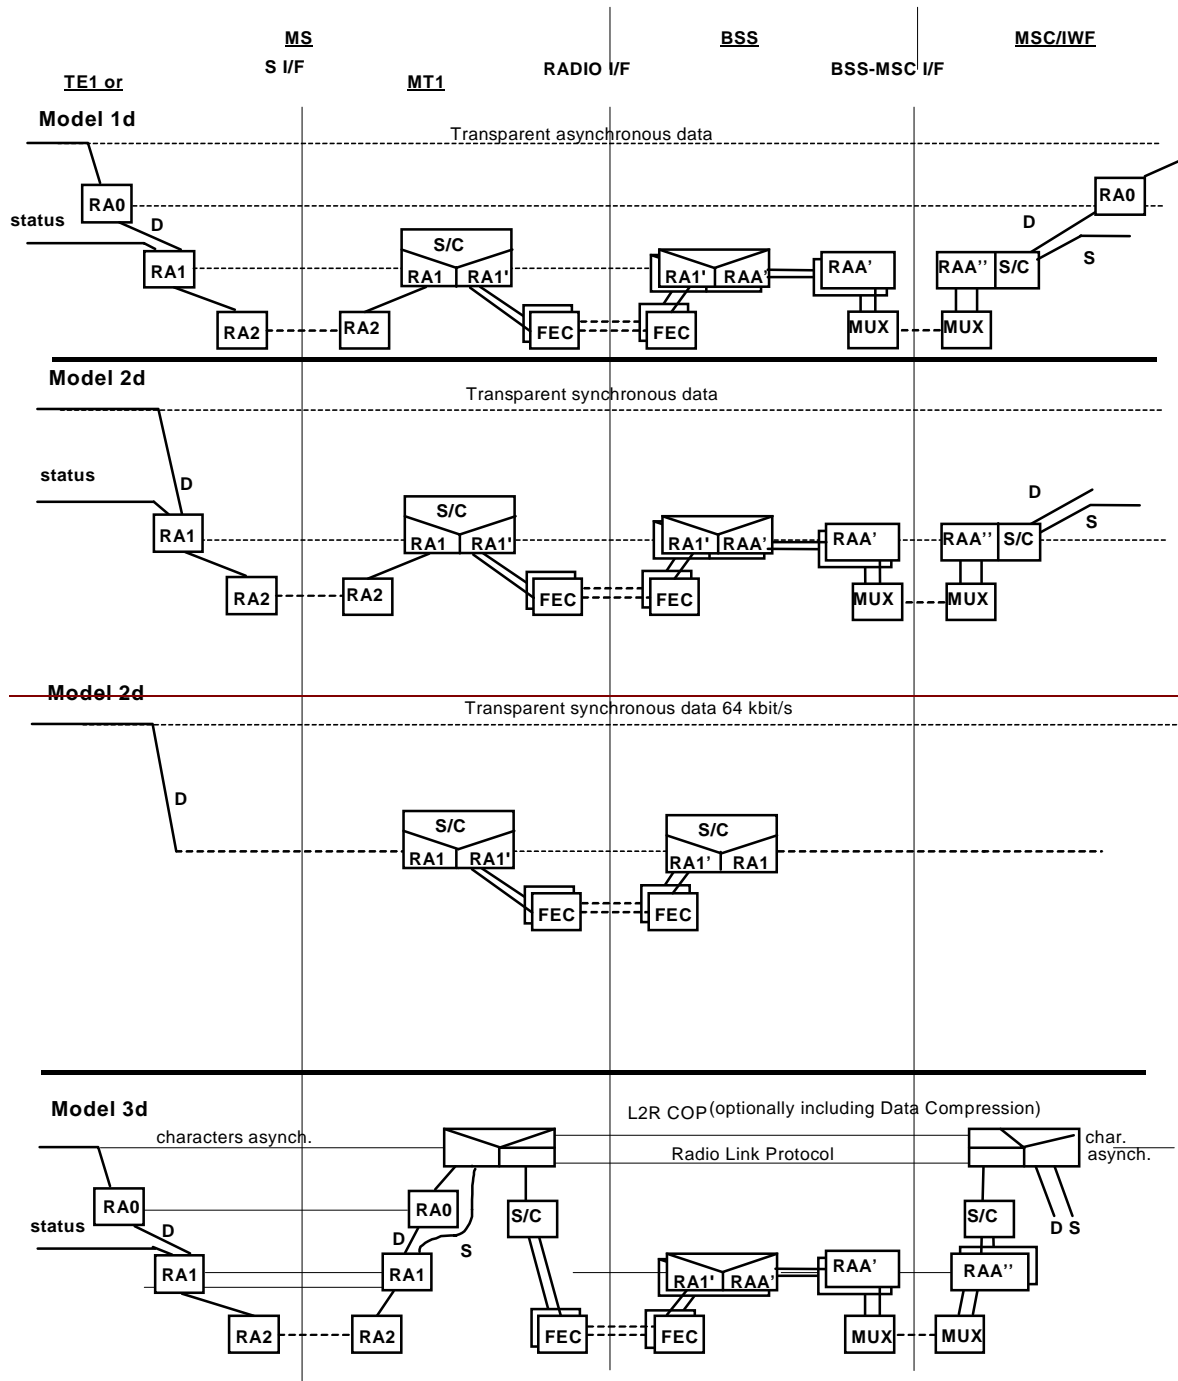 MS
BSS
MSC/IWF
S I/F
RADIO I/F
BSS-MSC I/F
TE1 or
MT1
Model 1d
Transparent asynchronous data
RA0
RA0
status
D
D
S/C
S
RA1
RA1
RA1'
RA1'
RAA'
RAA'
RAA''
S/C
RA2
RA2
FEC
FEC
MUX
MUX
Model 2d
Transparent synchronous data
status
D
D
S/C
S
RA1
RA1
RA1'
RA1'
RAA'
RAA'
RAA''
S/C
RA2
RA2
FEC
FEC
MUX
MUX
Model 2d
Transparent synchronous data 64 kbit/s
D
S/C
S/C
RA1
RA1'
RA1'
RA1
FEC
FEC
Model 3d
L2R COP (optionally including Data Compression)
characters asynch.
char.
asynch.
Radio Link Protocol
RA0
RA0
S/C
S/C
status
D
D
S
D S
RA1
RA1
RA1'
RAA'
RAA'
RAA''
RA2
RA2
FEC
FEC
MUX
MUX